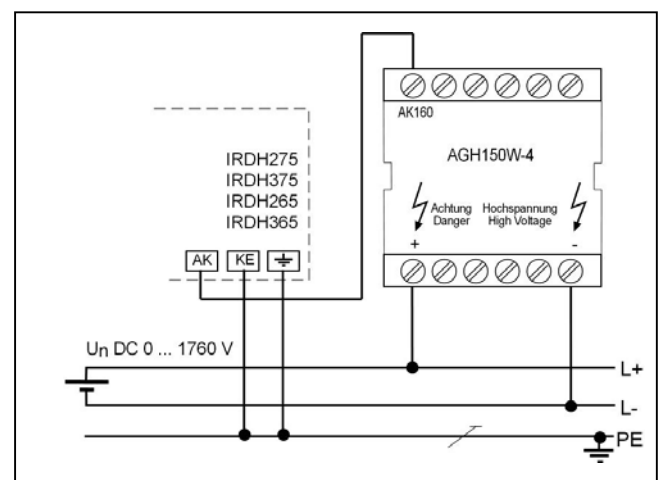 AK160
AGH150W-4
IRDH275
IRDH375
IRDH265
IRDH365
Achtung Hochspannung
Danger High Voltage
+ -
AK KE
Un DC 0 ... 1760 V
L+
L-
PE